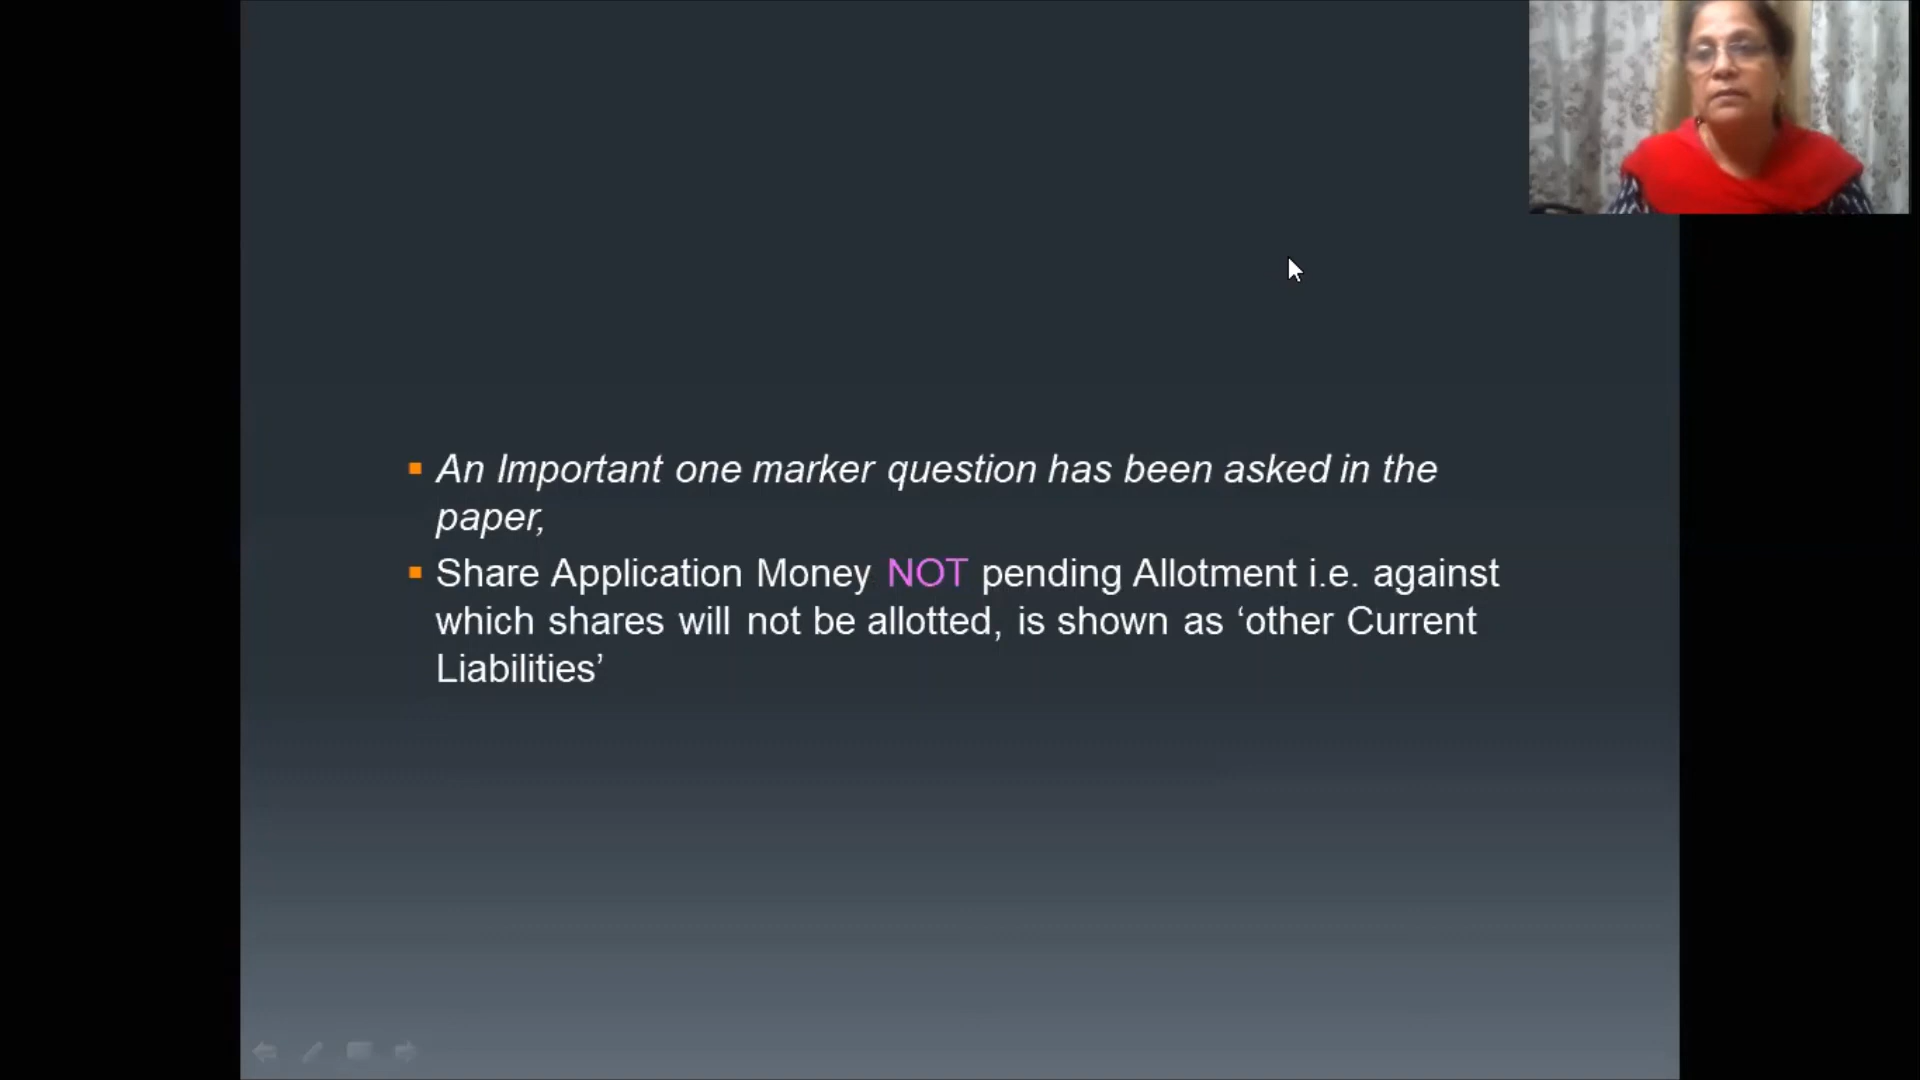 An Important one marker question has been asked in the
paper,
Share Application Money NOT pending Allotment i.e. against
which shares will not be allotted, is shown as ‘other Current
Liabilities’